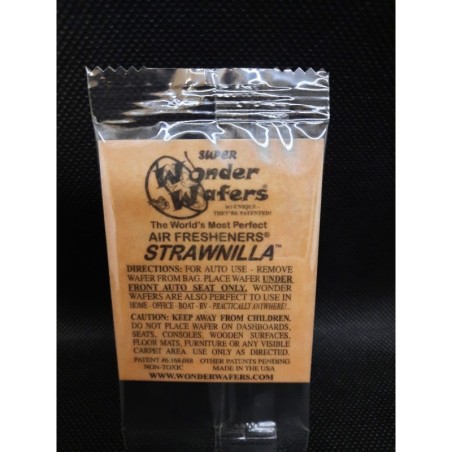 SUPER
Wonder
Wafers®
SO UNIQUE -
THEY'RE PATENTED!
The World's Most Perfect
AIR FRESHENERS®
STRAWNILLA™
DIRECTIONS: FOR AUTO USE - REMOVE
WAFER FROM BAG. PLACE WAFER UNDER
FRONT AUTO SEAT ONLY. WONDER
WAFERS ARE ALSO PERFECT TO USE IN
HOME - OFFICE - BOAT - RV - PRACTICALLY ANYWHERE!..
CAUTION: KEEP AWAY FROM CHILDREN.
DO NOT PLACE WAFER ON DASHBOARDS,
SEATS, CONSOLES, WOODEN SURFACES,
FLOOR MATS, FURNITURE OR ANY VISIBLE
CARPET AREA. USE ONLY AS DIRECTED.
PATENT #6,168,088 OTHER PATENTS PENDING
NON-TOXIC MADE IN THE USA
WWW.WONDERWAFERS.COM